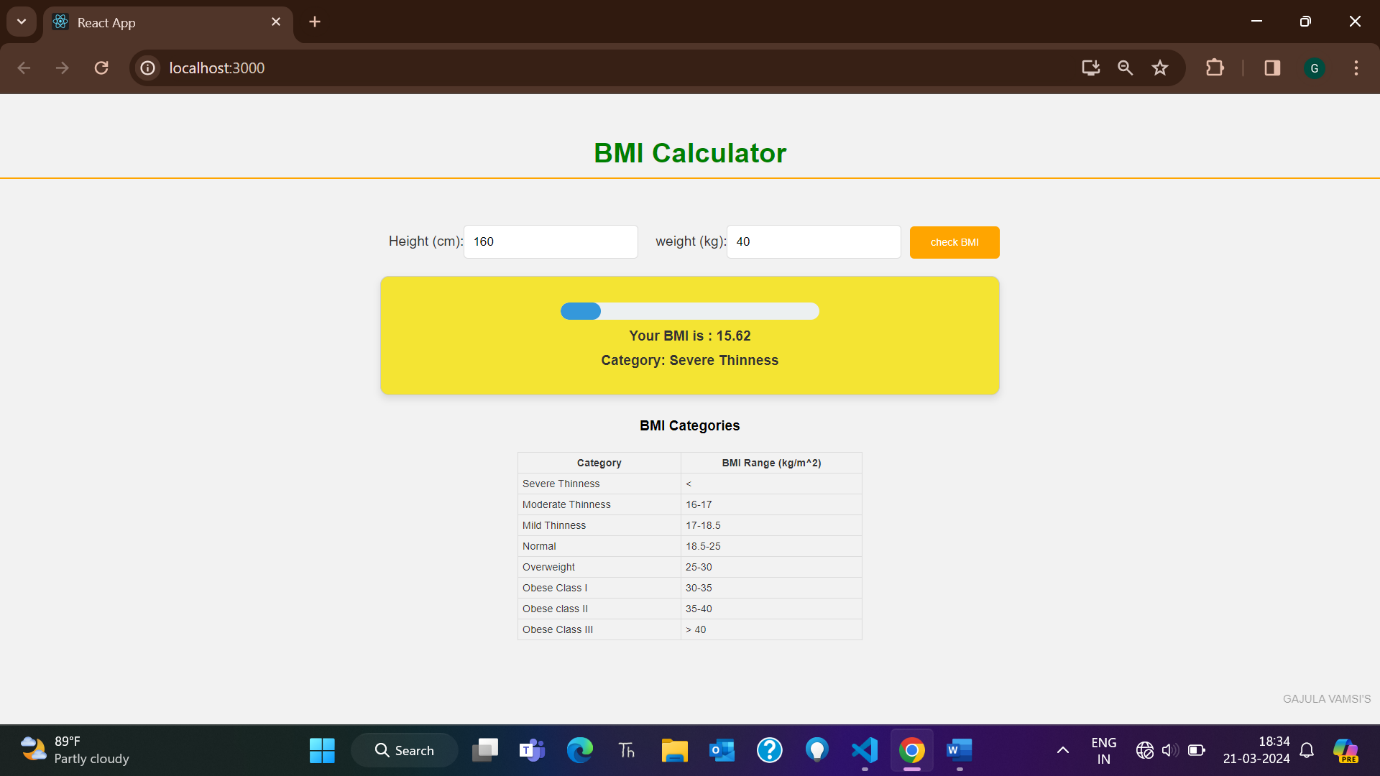 React App
localhost:3000
G
BMI Calculator
Height (cm): 160 weight (kg): 40 check BMI
Your BMI is : 15.62
Category: Severe Thinness
BMI Categories
Category BMI Range (kg/m^2)
Severe Thinness <
Moderate Thinness 16-17
Mild Thinness 17-18.5
Normal 18.5-25
Overweight 25-30
Obese Class I 30-35
Obese class II 35-40
Obese Class III > 40
GAJULA VAMSI'S
89°F
Partly cloudy
Search
T
Th
O
?
W
ENG
IN
18:34
21-03-2024
PRE